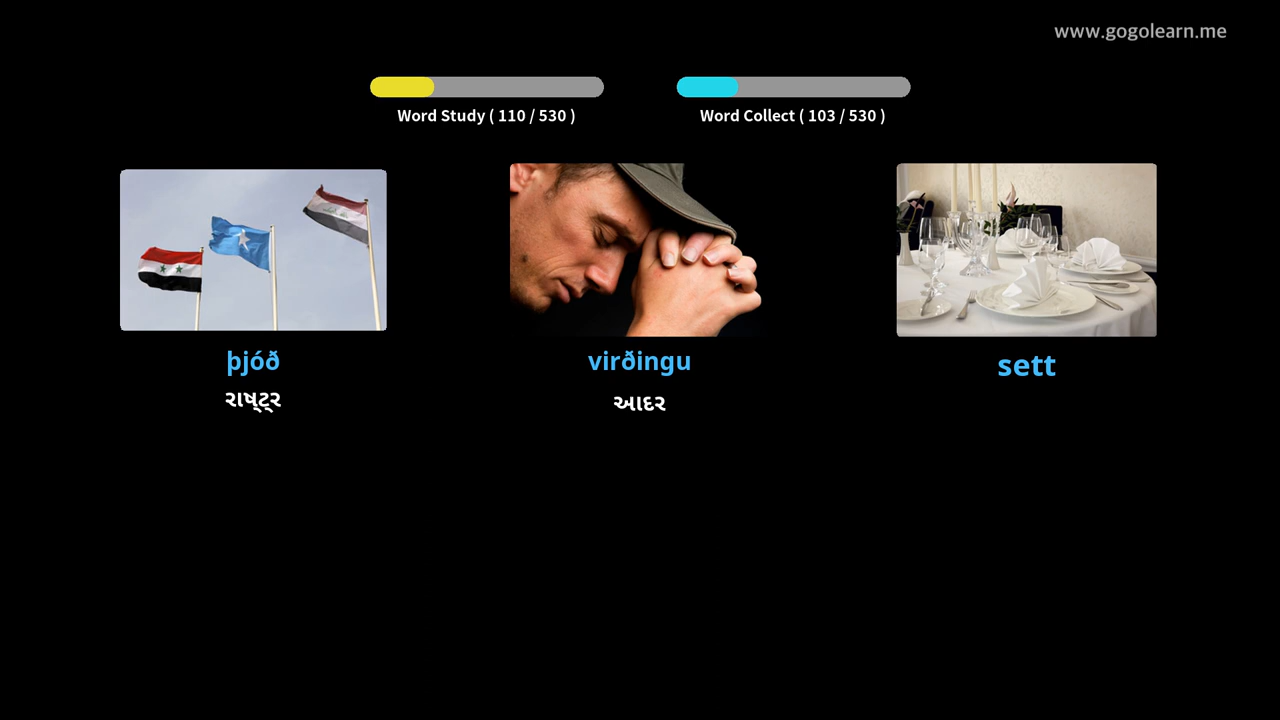 www.gogolearn.me
Word Study ( 110 / 530 )
Word Collect ( 103 / 530 )
þjóð
રાષ્ટ્ર
virðingu
આદર
sett